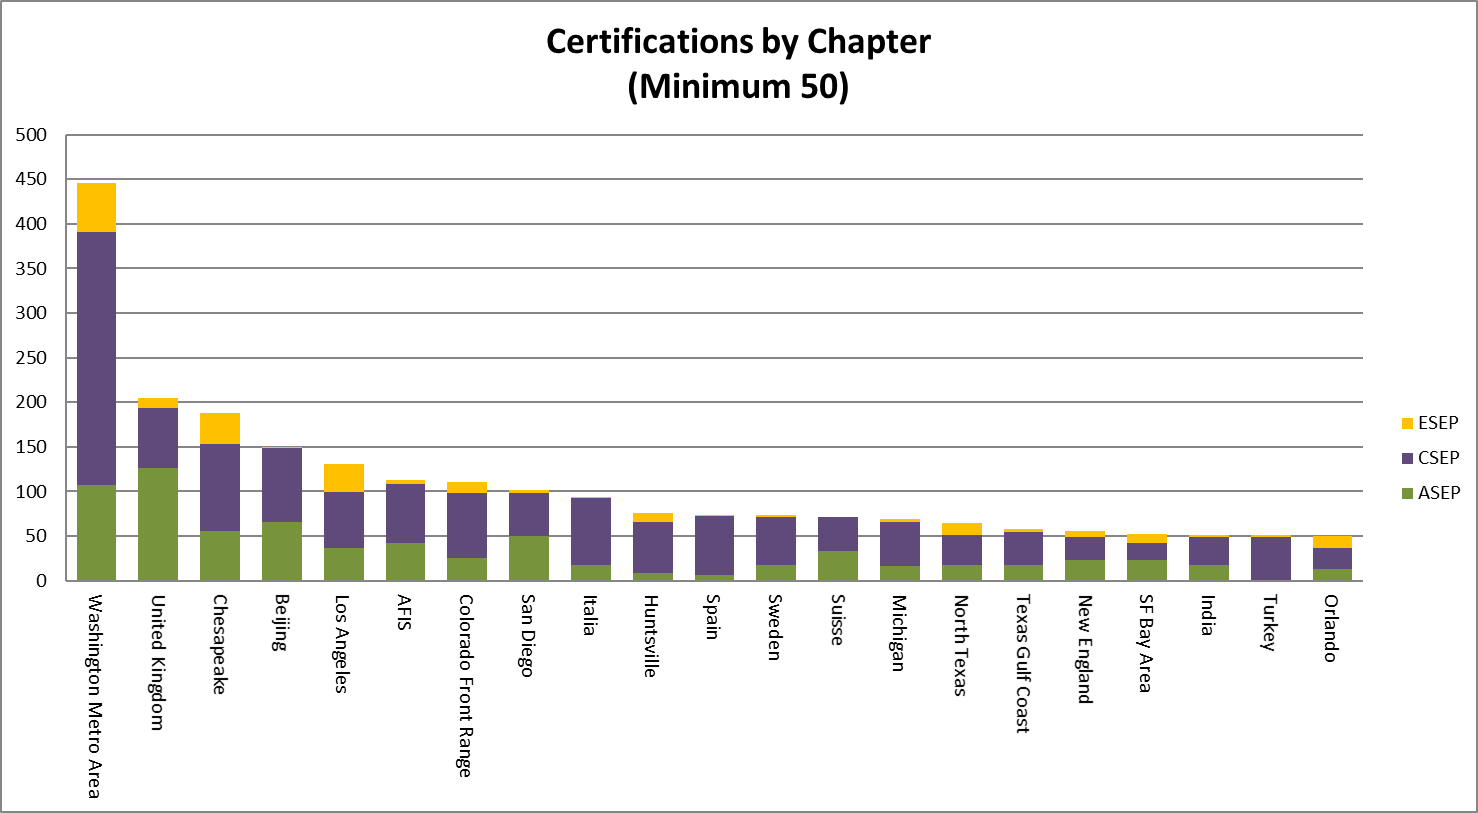 Certifications by Chapter
(Minimum 50)
500
450
400
350
300
250
200
150
100
50
0
Washington Metro Area
United Kingdom
Chesapeake
Beijing
Los Angeles
AFIS
Colorado Front Range
San Diego
Italia
Huntsville
Spain
Sweden
Suisse
Michigan
North Texas
Texas Gulf Coast
New England
SF Bay Area
India
Turkey
Orlando
ESEP
CSEP
ASEP